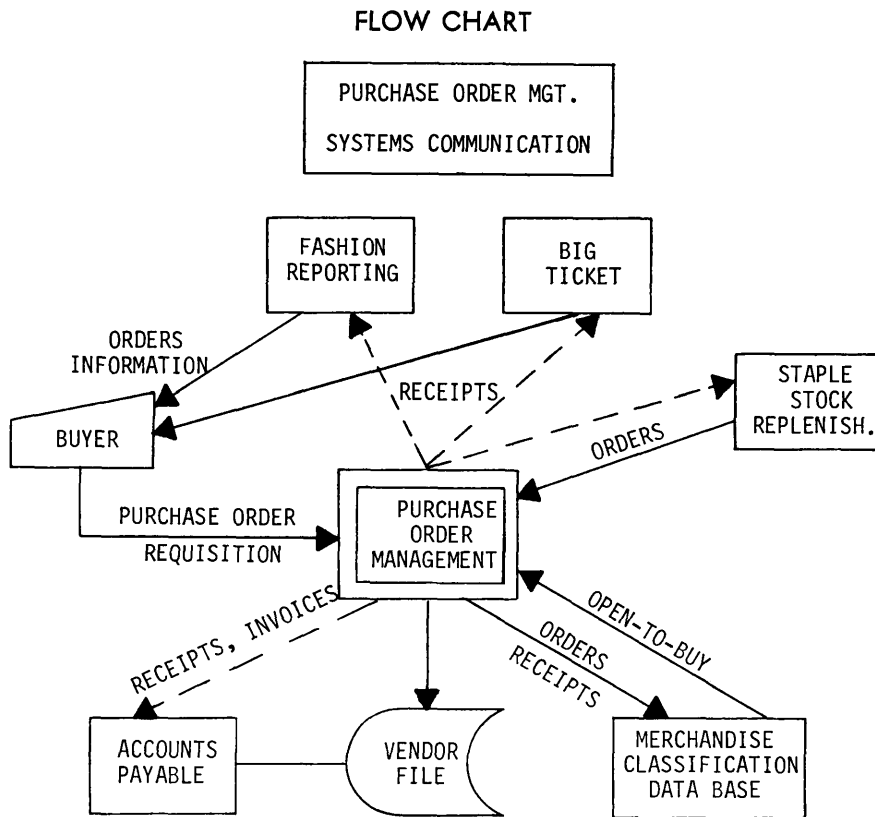 FLOW CHART
PURCHASE ORDER MGT.
SYSTEMS COMMUNICATION
FASHION
REPORTING
BIG
TICKET
ORDERS
INFORMATION
RECEIPTS
STAPLE
STOCK
REPLENISH.
BUYER
ORDERS
PURCHASE ORDER
REQUISITION
PURCHASE
ORDER
MANAGEMENT
RECEIPTS, INVOICES
ORDERS
RECEIPTS
OPEN-TO-BUY
ACCOUNTS
PAYABLE
VENDOR
FILE
MERCHANDISE
CLASSIFICATION
DATA BASE